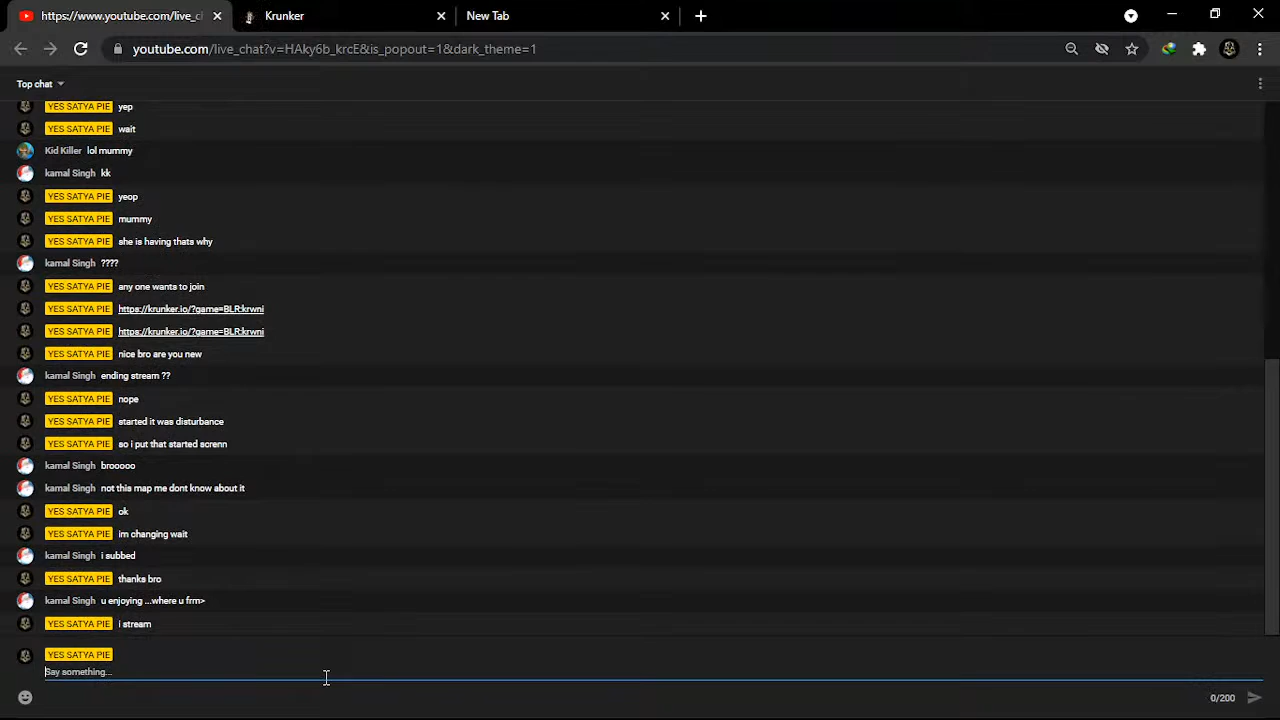 https://www.youtube.com/live_c
Krunker
New Tab
youtube.com/live_chat?v=HAky6b_krcE&is_popout=1&dark_theme=1
Top chat
YES SATYA PIE yep
YES SATYA PIE wait
Kid Killer lol mummy
kamal Singh kk
YES SATYA PIE yeop
YES SATYA PIE mummy
YES SATYA PIE she is having thats why
kamal Singh ????
YES SATYA PIE any one wants to join
YES SATYA PIE https://krunker.io/?game=BLR:krwni
YES SATYA PIE https://krunker.io/?game=BLR:krwni
YES SATYA PIE nice bro are you new
kamal Singh ending stream ??
YES SATYA PIE nope
YES SATYA PIE started it was disturbance
YES SATYA PIE so i put that started screnn
kamal Singh brooooo
kamal Singh not this map me dont know about it
YES SATYA PIE ok
YES SATYA PIE im changing wait
kamal Singh i subbed
YES SATYA PIE thanks bro
kamal Singh u enjoying ...where u frm>
YES SATYA PIE i stream
YES SATYA PIE
Say something...
0/200